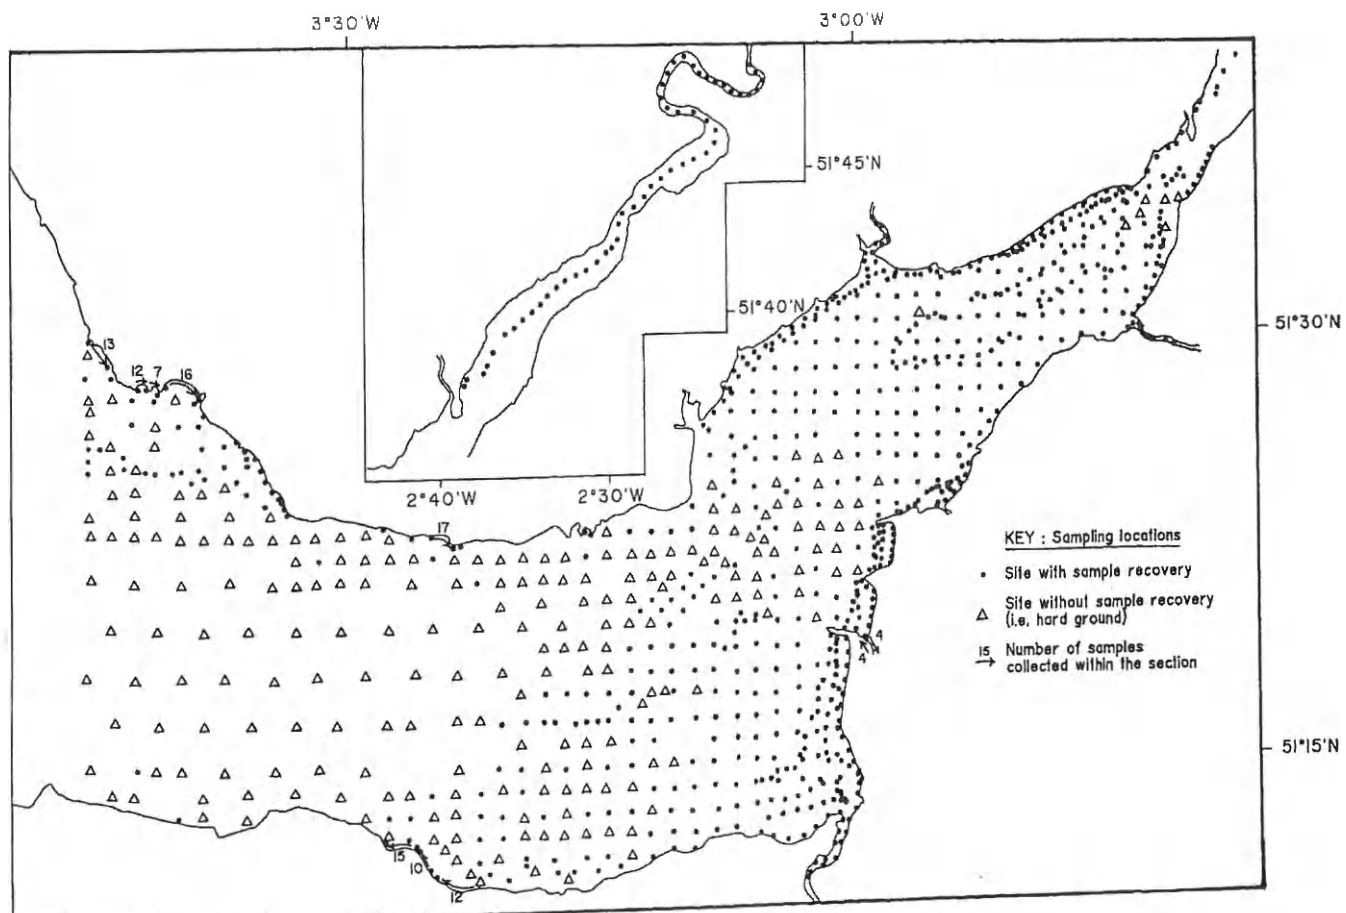 3°30'W
3°00'W
51°45'N
51°40'N
51°30'N
13
12
7
16
2°40'W
2°30'W
17
KEY : Sampling locations
Site with sample recovery
Site without sample recovery
(i.e. hard ground)
15 Number of samples
collected within the section
4
4
51°15'N
15
10
12